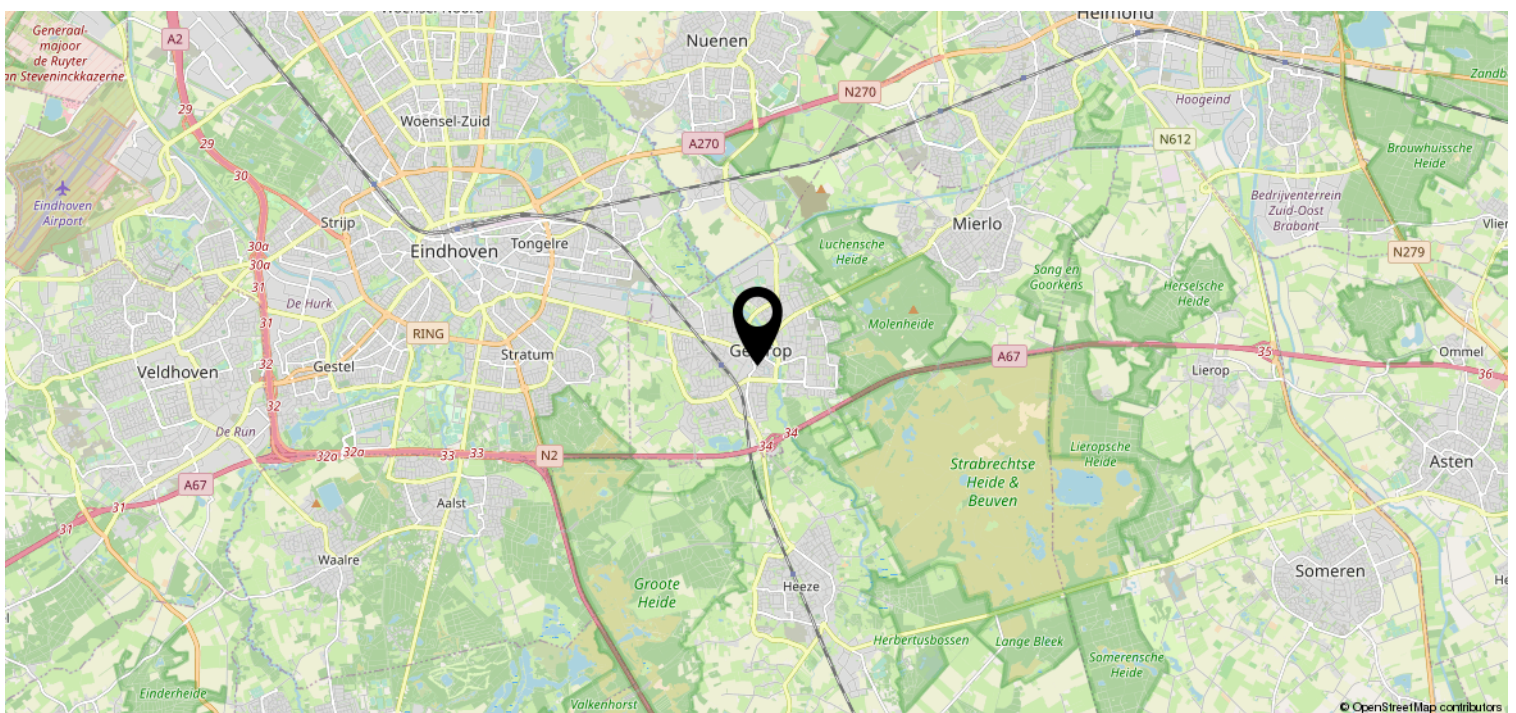 Generaal-
majoor
de Ruyter
Steveninckkazerne
A2
Nuenen
Helmond
Zandb
29
N270
Hoogeind
Woensel-Zuid
29
A270
N612
Brouwhuissche
Heide
30
Eindhoven
Airport
Bedrijventerrein
Zuid-Oost
Brabant
Strijp
Mierlo
Vlier
Eindhoven
Tongelre
Luchensche
Heide
30a
30a
N279
Sang en
Goorkens
31
Herselsche
Heide
De Hurk
31
Molenheide
RING
32
Stratum
A67
35
Ommel
Veldhoven
Gestel
Lierop
36
32
De Run
34
34
Lieropsche
Heide
32a
32a
33
33
N2
Strabrechtse
Heide &
Beuven
Asten
A67
31
Aalst
31
Waalre
Groote
Heide
Heeze
Someren
He
Herbertusbossen
Lange Bleek
Somerensche
Heide
Einderheide
Valkenhorst
© OpenStreetMap contributors